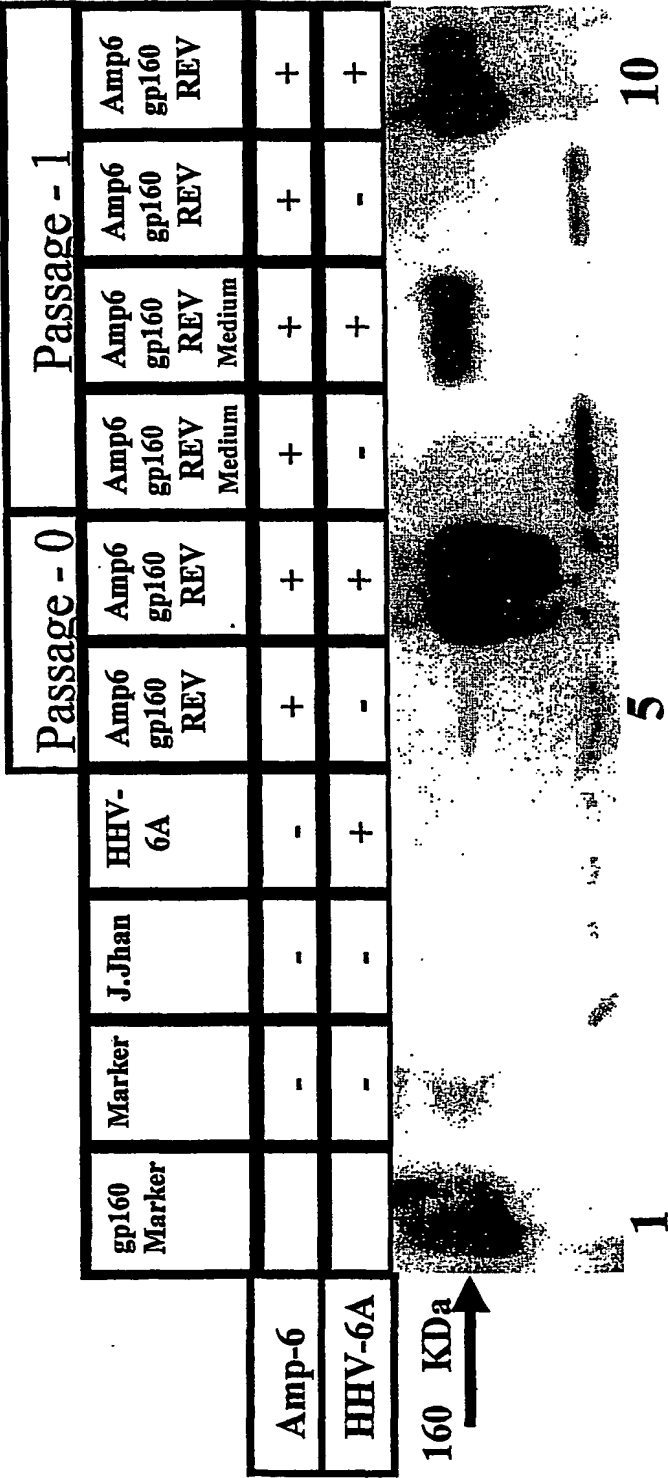 Passage - 0
Passage - 1
gp160
Marker
Marker
J.Jhan
HHV-
6A
Amp6
gp160
REV
Amp6
gp160
REV
Amp6
gp160
REV
Medium
Amp6
gp160
REV
Medium
Amp6
gp160
REV
Amp6
gp160
REV
Amp-6 - - - + + + + + +
HHV-6A - - + - + - + - +
160 KDa
1 5 10